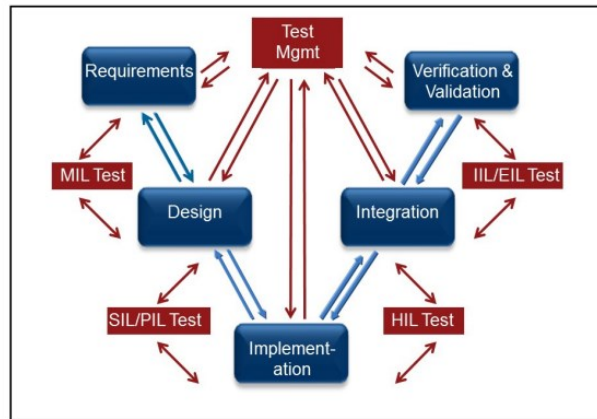 Test
Mgmt
Requirements
Verification &
Validation
MIL Test
IIL/EIL Test
Design
Integration
SIL/PIL Test
HIL Test
Implement-
ation